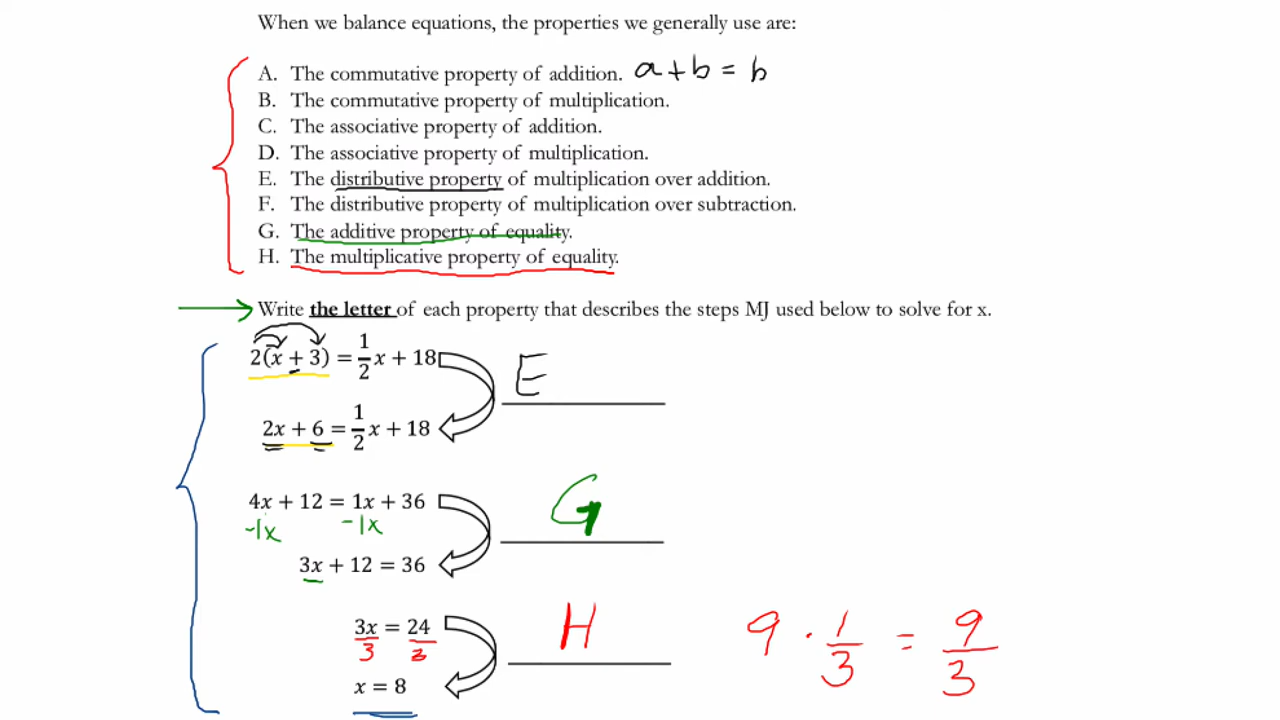 When we balance equations, the properties we generally use are:
A. The commutative property of addition. a+b = b
B. The commutative property of multiplication.
C. The associative property of addition.
D. The associative property of multiplication.
E. The distributive property of multiplication over addition.
F. The distributive property of multiplication over subtraction.
G. The additive property of equality.
H. The multiplicative property of equality.
Write the letter of each property that describes the steps MJ used below to solve for x.
2(x + 3) = 1/2 x + 18
E
2x + 6 = 1/2 x + 18
4x + 12 = 1x + 36
-1x -1x
G
3x + 12 = 36
3x = 24
3 3
H
9 · 1/3 = 9/3
x = 8